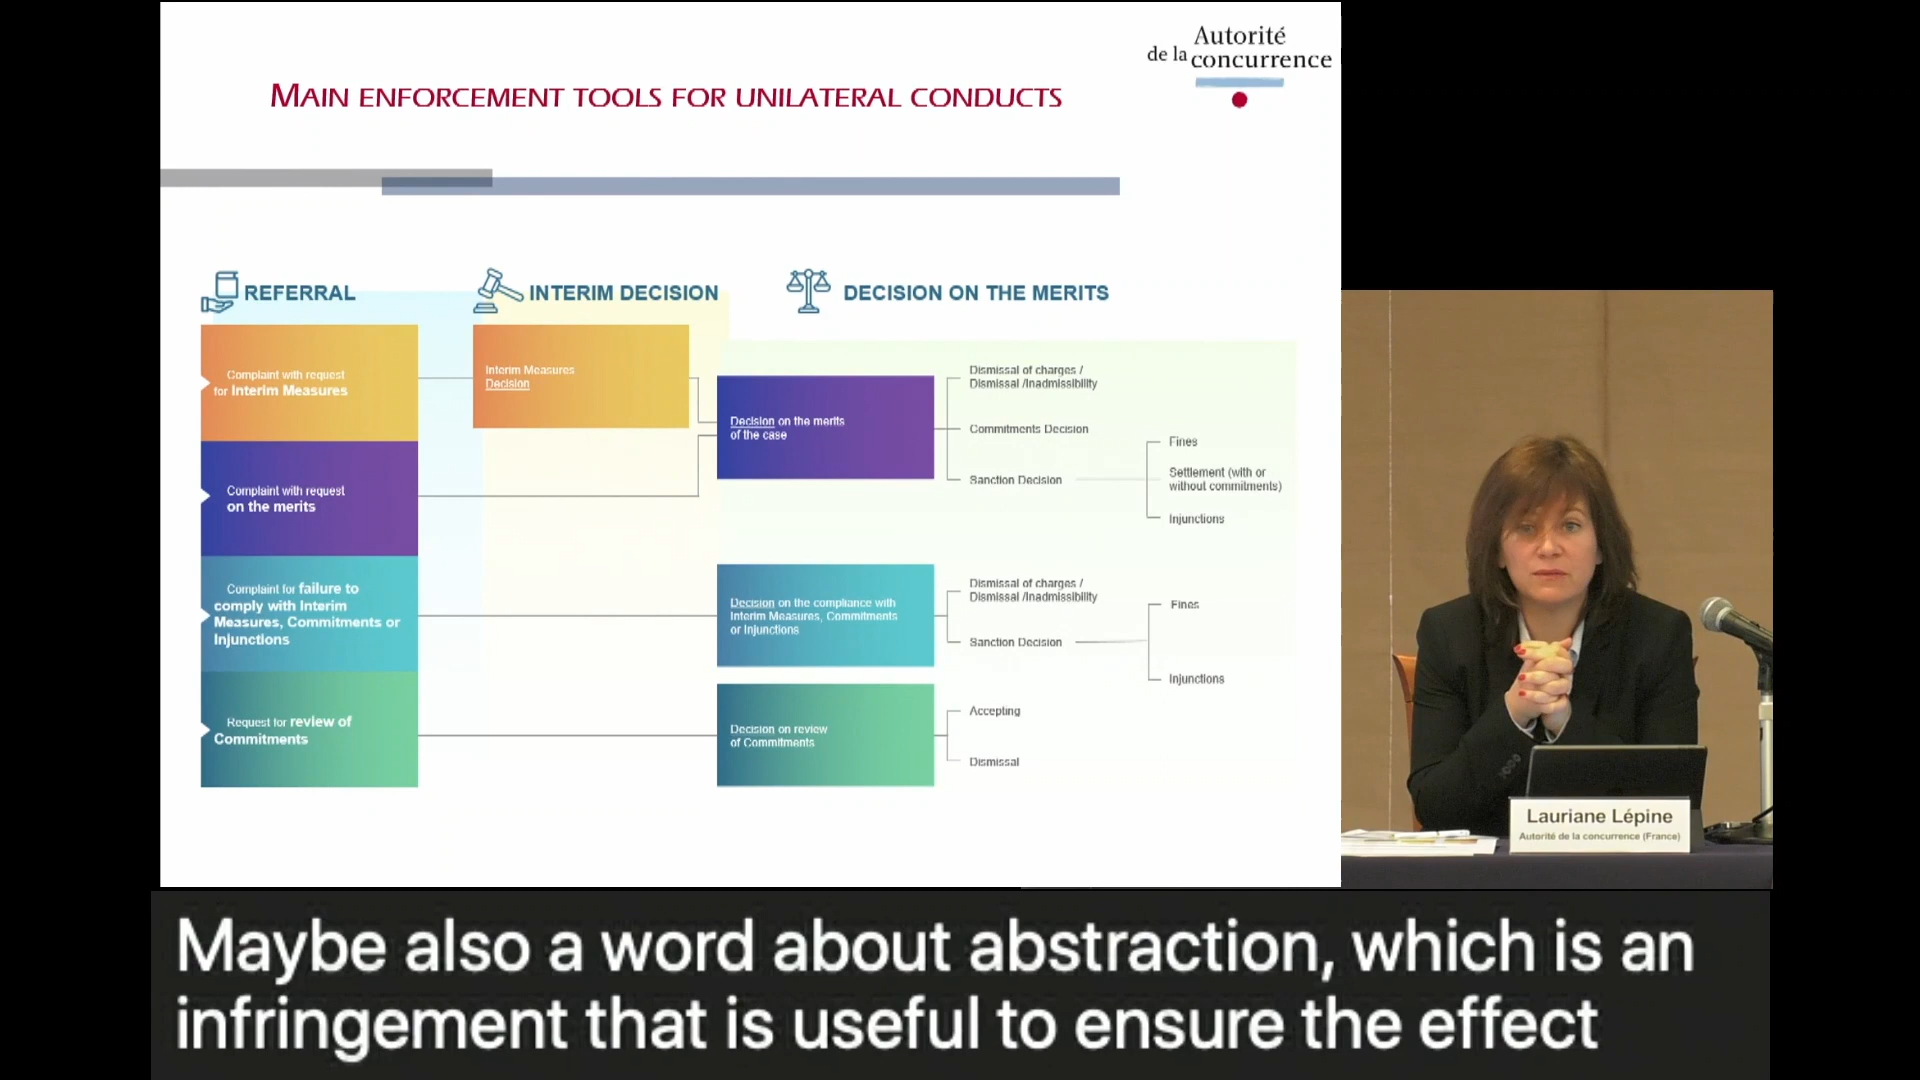 Autorité
de la concurrence
MAIN ENFORCEMENT TOOLS FOR UNILATERAL CONDUCTS
REFERRAL
INTERIM DECISION
DECISION ON THE MERITS
Complaint with request
for Interim Measures
Complaint with request
on the merits
Complaint for failure to
comply with Interim
Measures, Commitments or
Injunctions
Request for review of
Commitments
Interim Measures
Decision
Decision on the merits
of the case
Dismissal of charges /
Dismissal /Inadmissibility
Commitments Decision
Sanction Decision
Fines
Settlement (with or
without commitments)
Injunctions
Decision on the compliance with
Interim Measures, Commitments
or Injunctions
Dismissal of charges /
Dismissal /Inadmissibility
Sanction Decision
Fines
Injunctions
Decision on review
of Commitments
Accepting
Dismissal
Lauriane Lépine
Autorité de la concurrence (France)
Maybe also a word about abstraction, which is an
infringement that is useful to ensure the effect